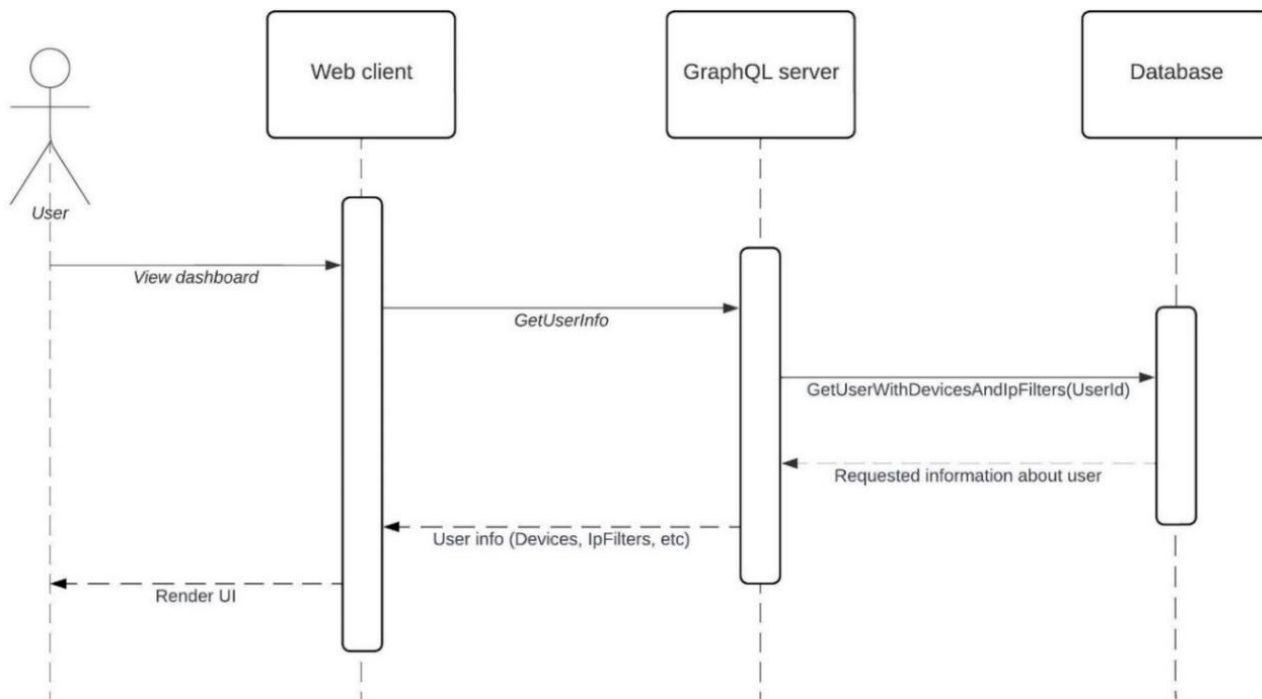 Web client
GraphQL server
Database
User
View dashboard
GetUserInfo
GetUserWithDevicesAndIpFilters(UserId)
Requested information about user
User info (Devices, IpFilters, etc)
Render UI